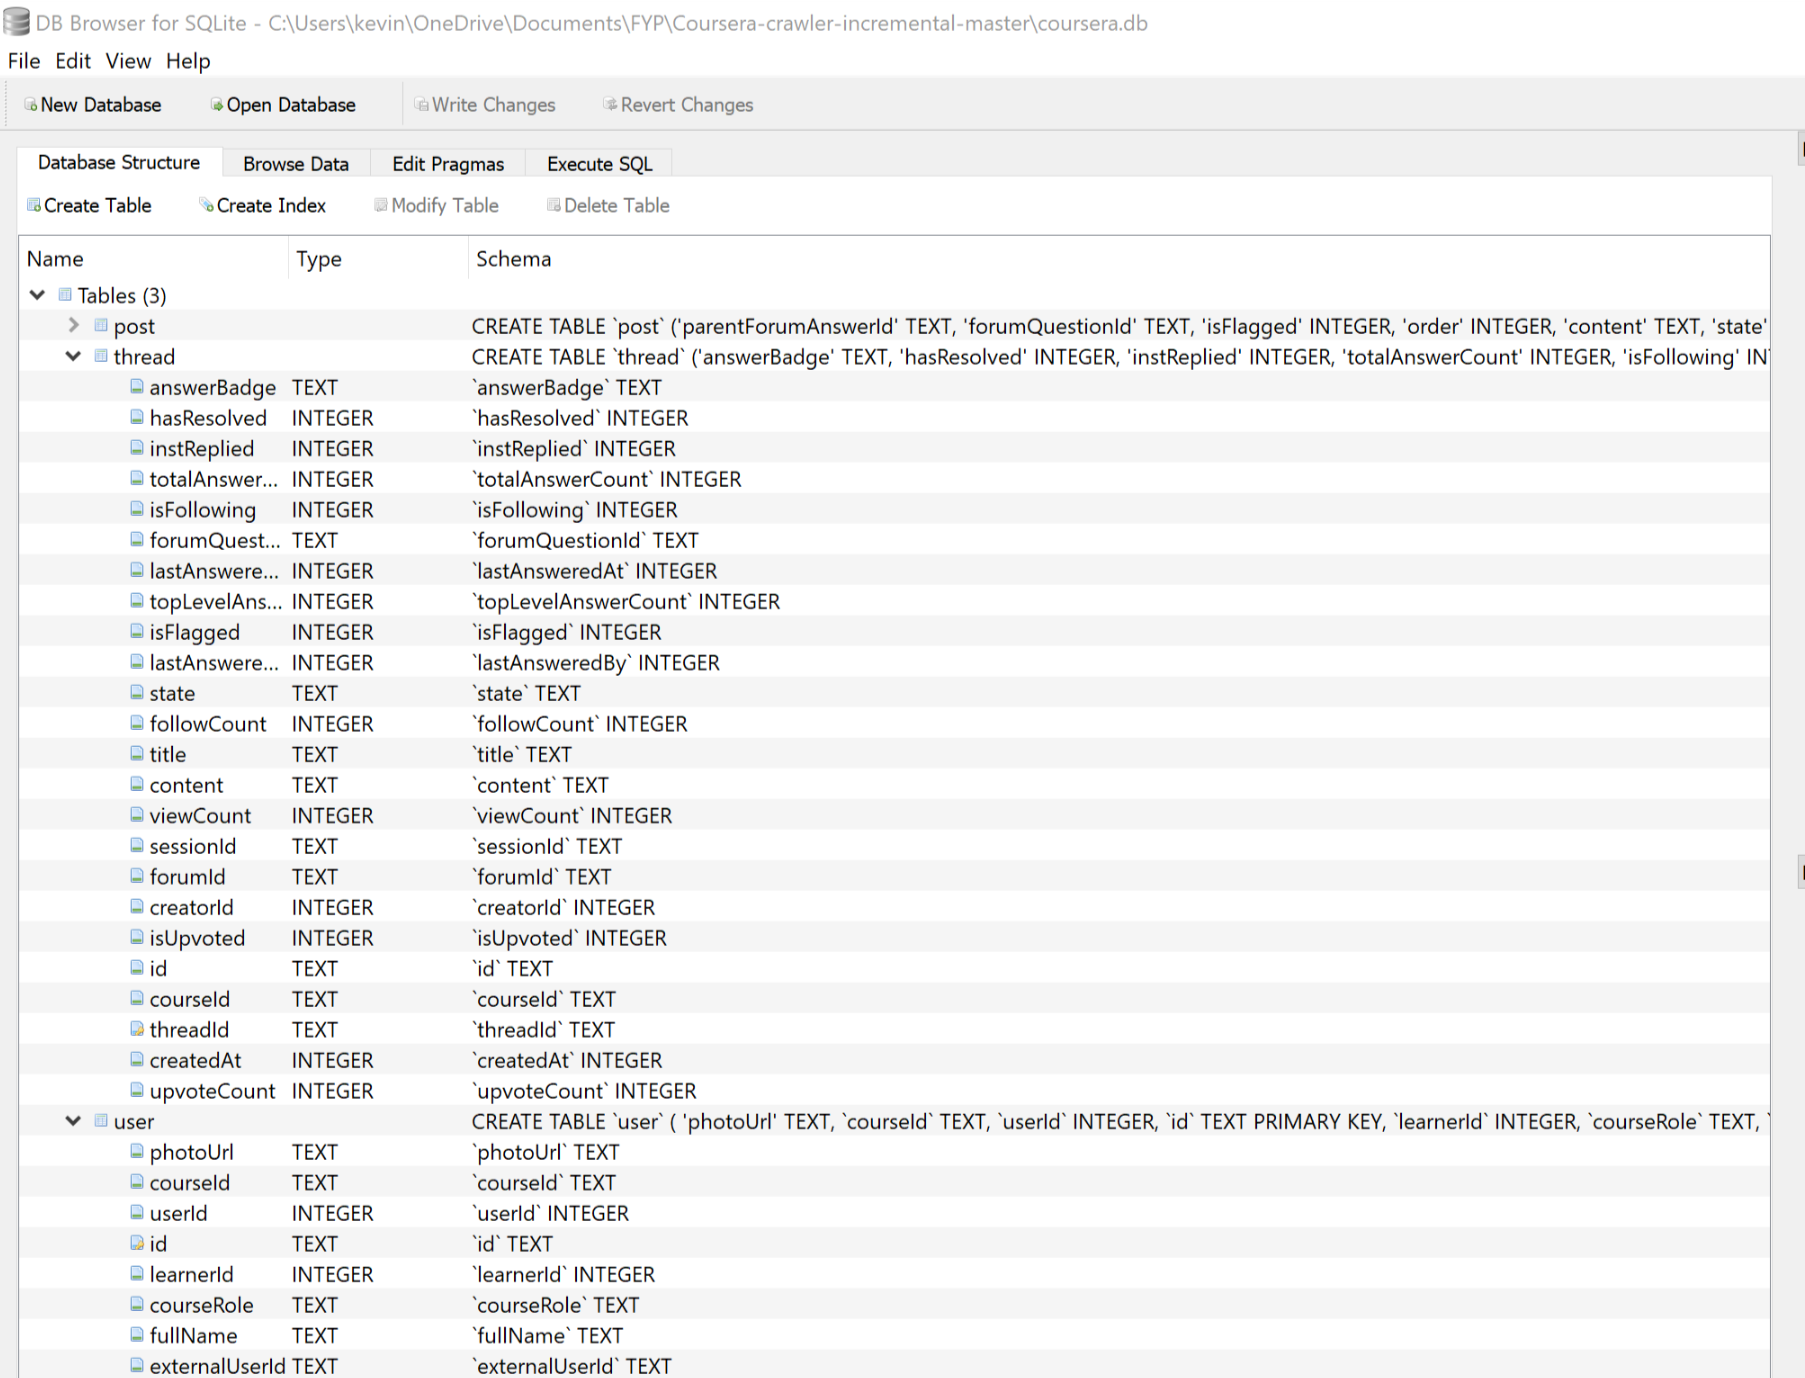 DB Browser for SQLite - C:\Users\kevin\OneDrive\Documents\FYP\Coursera-crawler-incremental-master\coursera.db
File Edit View Help
New Database Open Database Write Changes Revert Changes
Database Structure Browse Data Edit Pragmas Execute SQL
Create Table Create Index Modify Table Delete Table
Name Type Schema
Tables (3)
post CREATE TABLE `post` ('parentForumAnswerId' TEXT, 'forumQuestionId' TEXT, 'isFlagged' INTEGER, 'order' INTEGER, 'content' TEXT, 'state'
thread CREATE TABLE `thread` ('answerBadge' TEXT, 'hasResolved' INTEGER, 'instReplied' INTEGER, 'totalAnswerCount' INTEGER, 'isFollowing' IN
answerBadge TEXT `answerBadge` TEXT
hasResolved INTEGER `hasResolved` INTEGER
instReplied INTEGER `instReplied` INTEGER
totalAnswer... INTEGER `totalAnswerCount` INTEGER
isFollowing INTEGER `isFollowing` INTEGER
forumQuest... TEXT `forumQuestionId` TEXT
lastAnswere... INTEGER `lastAnsweredAt` INTEGER
topLevelAns... INTEGER `topLevelAnswerCount` INTEGER
isFlagged INTEGER `isFlagged` INTEGER
lastAnswere... INTEGER `lastAnsweredBy` INTEGER
state TEXT `state` TEXT
followCount INTEGER `followCount` INTEGER
title TEXT `title` TEXT
content TEXT `content` TEXT
viewCount INTEGER `viewCount` INTEGER
sessionId TEXT `sessionId` TEXT
forumId TEXT `forumId` TEXT
creatorId INTEGER `creatorId` INTEGER
isUpvoted INTEGER `isUpvoted` INTEGER
id TEXT `id` TEXT
courseId TEXT `courseId` TEXT
threadId TEXT `threadId` TEXT
createdAt INTEGER `createdAt` INTEGER
upvoteCount INTEGER `upvoteCount` INTEGER
user CREATE TABLE `user` ( 'photoUrl' TEXT, `courseId` TEXT, `userId` INTEGER, `id` TEXT PRIMARY KEY, `learnerId` INTEGER, `courseRole` TEXT, `
photoUrl TEXT `photoUrl` TEXT
courseId TEXT `courseId` TEXT
userId INTEGER `userId` INTEGER
id TEXT `id` TEXT
learnerId INTEGER `learnerId` INTEGER
courseRole TEXT `courseRole` TEXT
fullName TEXT `fullName` TEXT
externalUserId TEXT `externalUserId` TEXT